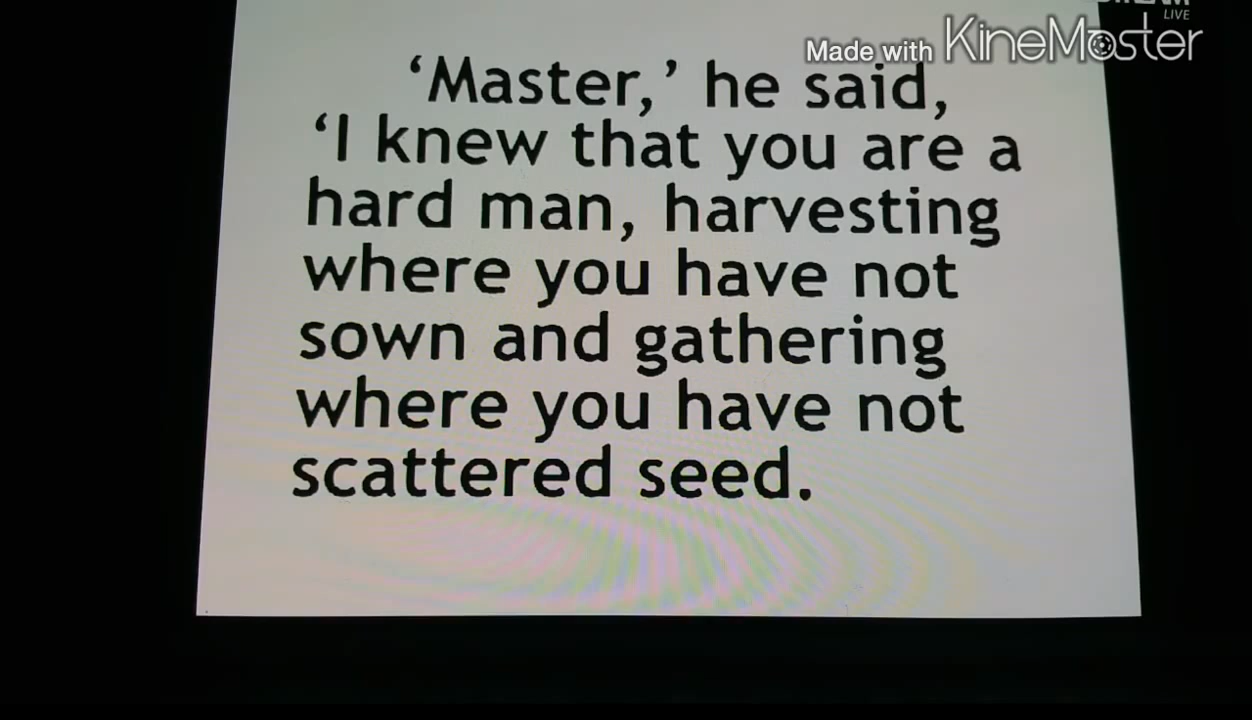 LIVE
Made with KineMaster
‘Master,’ he said,
‘I knew that you are a
hard man, harvesting
where you have not
sown and gathering
where you have not
scattered seed.